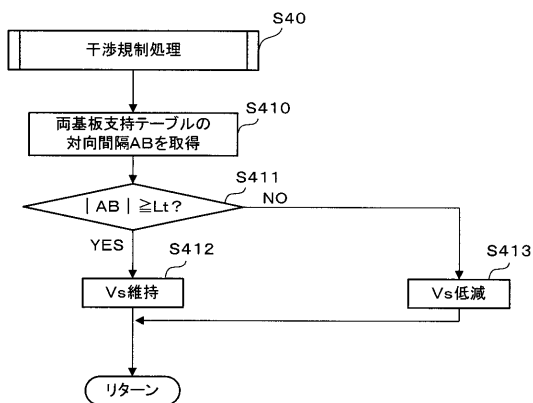 S40
干渉規制処理
S410
両基板支持テーブルの
対向間隔ABを取得
S411
|AB|≧Lt?
NO
YES
S412
Vs維持
S413
Vs低減
リターン